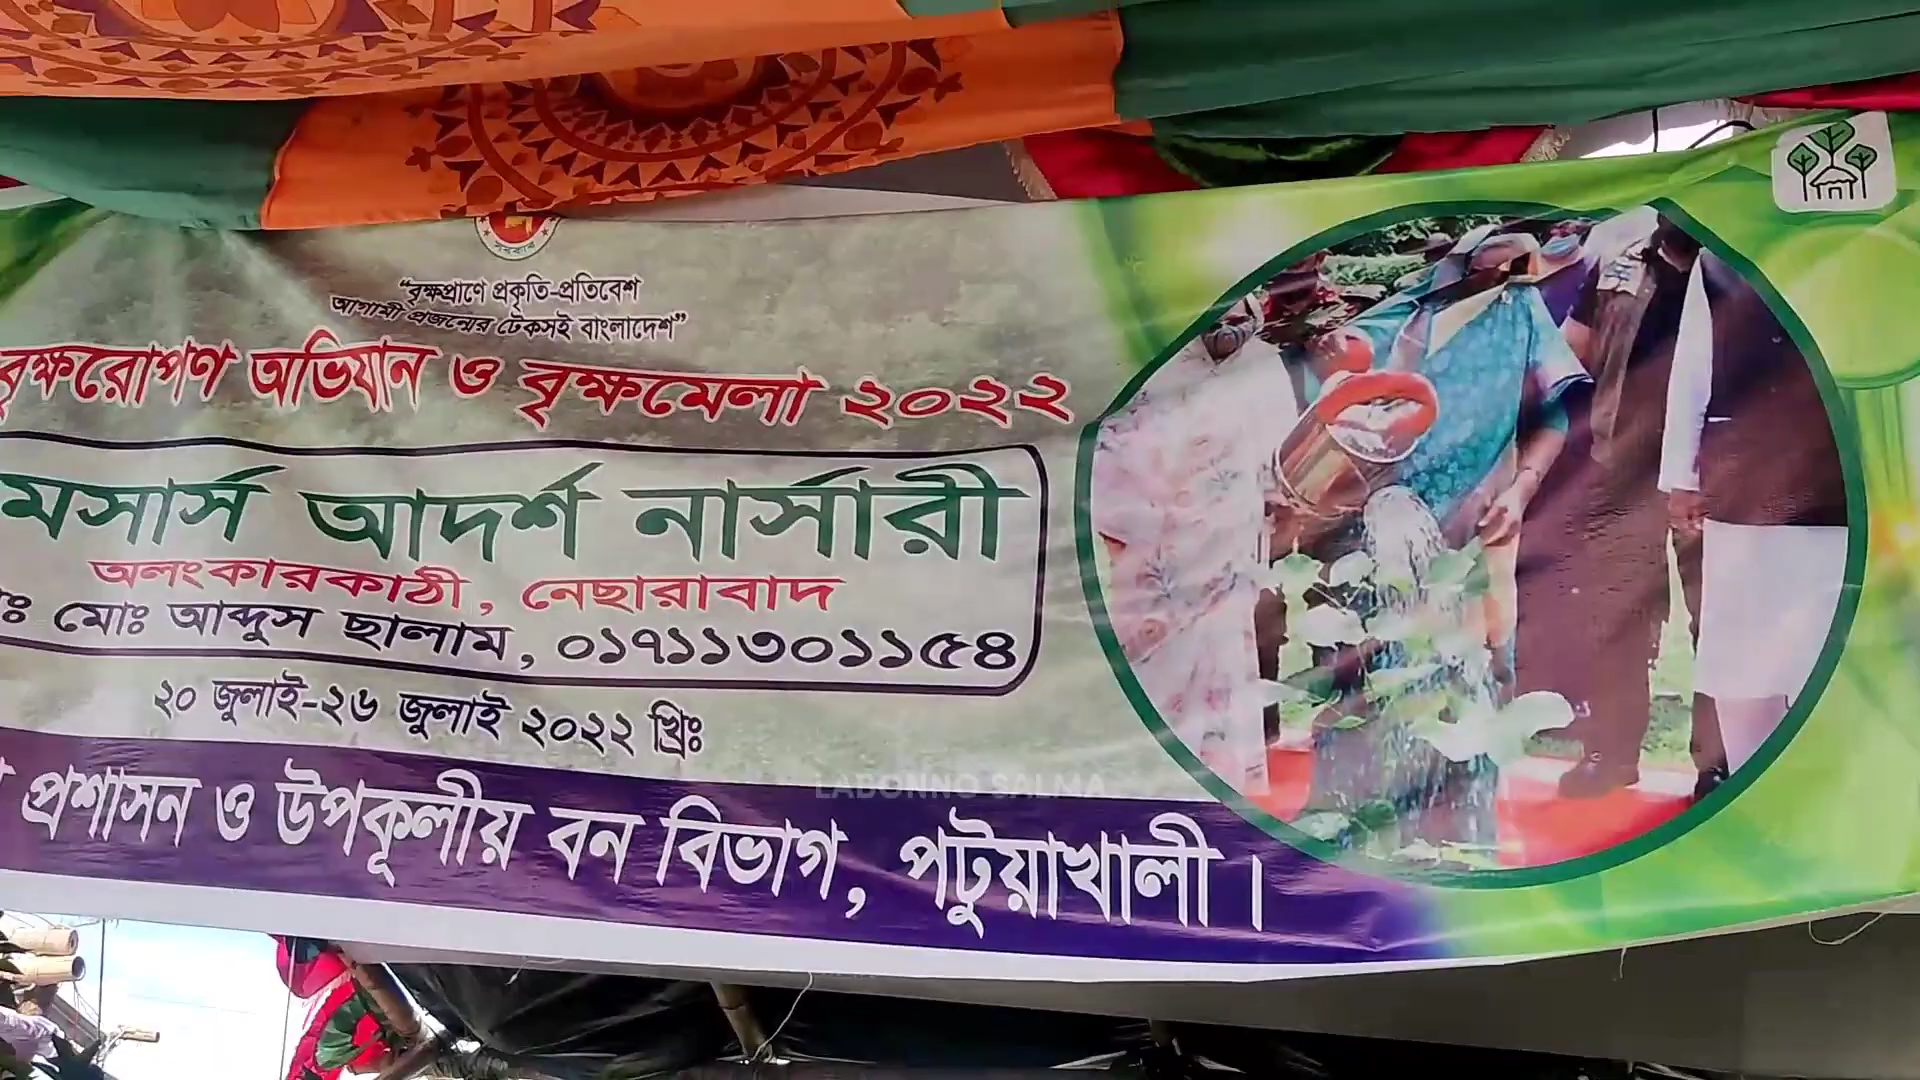 সরকার
“বৃক্ষপ্রাণে প্রকৃতি-প্রতিবেশ
আগামী প্রজন্মের টেকসই বাংলাদেশ”
বৃক্ষরোপণ অভিযান ও বৃক্ষমেলা ২০২২
মসার্স আদর্শ নার্সারী
অলংকারকাঠী, নেছারাবাদ
ঃ মোঃ আব্দুস ছালাম, ০১৭১১৩০১১৫৪
২০ জুলাই-২৬ জুলাই ২০২২ খ্রিঃ
প্রশাসন ও উপকূলীয় বন বিভাগ, পটুয়াখালী।
LABONNO SALMA